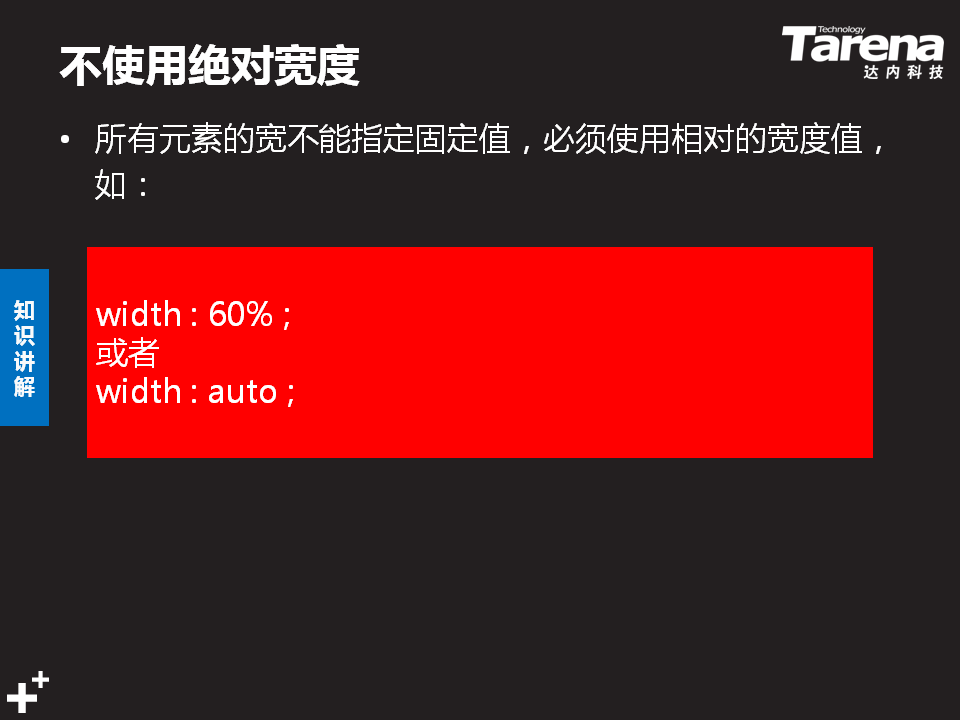 不使用绝对宽度
Technology
Tarena
达内科技
• 所有元素的宽不能指定固定值，必须使用相对的宽度值，
如：
知识讲解
width : 60% ;
或者
width : auto ;